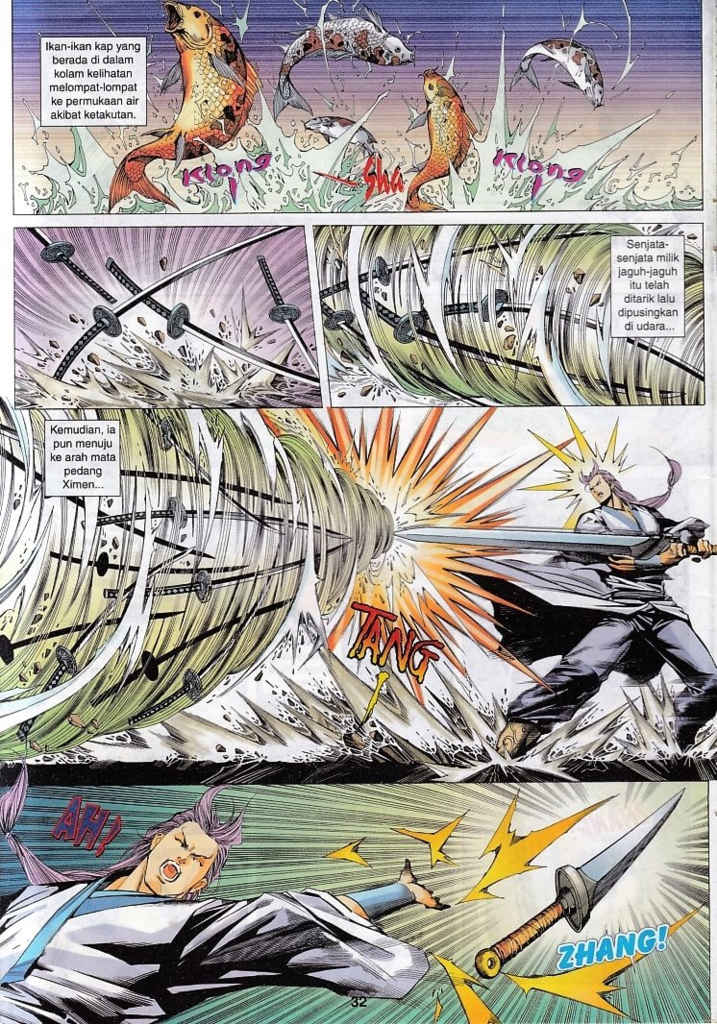 Ikan-ikan kap yang
berada di dalam
kolam kelihatan
melompat-lompat
ke permukaan air
akibat ketakutan.
Klong
Sha
Klong
Senjata-
senjata milik
jaguh-jaguh
itu telah
ditarik lalu
dipusingkan
di udara...
Kemudian, ia
pun menuju
ke arah mata
pedang
Ximen...
TANG
AH!
ZHANG!
32